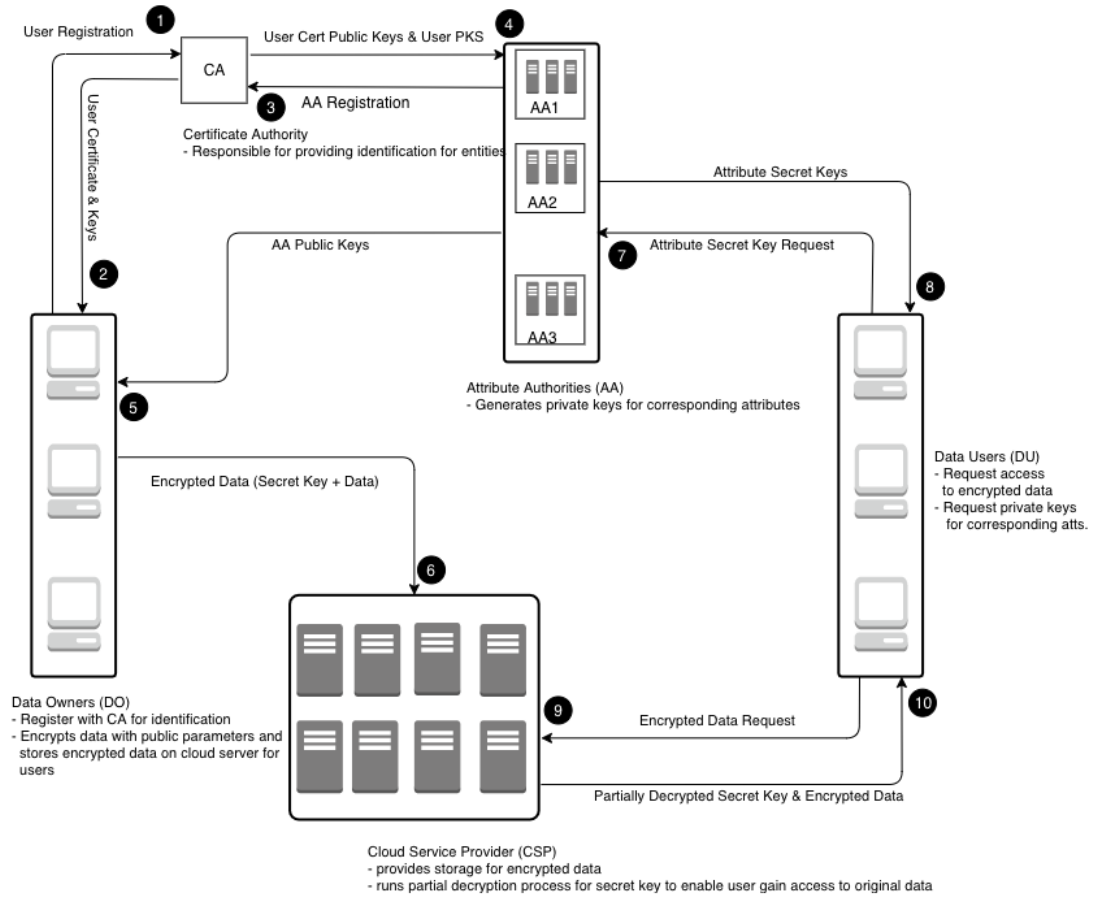 1
User Registration
4
User Cert Public Keys & User PKS
CA
AA1
3
AA Registration
Certificate Authority
- Responsible for providing identification for entities
User Certificate & Keys
AA2
Attribute Secret Keys
AA Public Keys
Attribute Secret Key Request
7
2
8
AA3
Attribute Authorities (AA)
- Generates private keys for corresponding attributes
5
Data Users (DU)
- Request access
to encrypted data
- Request private keys
for corresponding atts.
Encrypted Data (Secret Key + Data)
6
Data Owners (DO)
- Register with CA for identification
- Encrypts data with public parameters and
stores encrypted data on cloud server for
users
9
Encrypted Data Request
10
Partially Decrypted Secret Key & Encrypted Data
Cloud Service Provider (CSP)
- provides storage for encrypted data
- runs partial decryption process for secret key to enable user gain access to original data